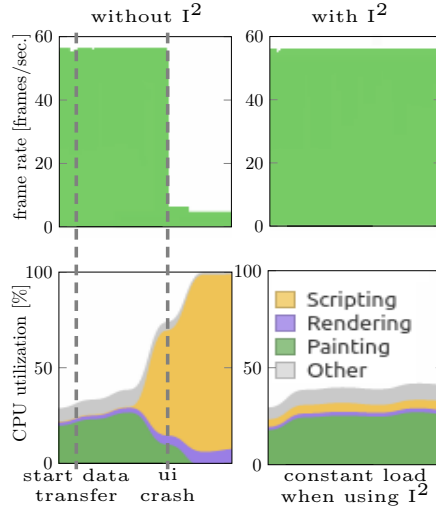 without I²
with I²
frame rate [frames/sec.]
60
40
20
0
60
40
20
0
CPU utilization [%]
100
50
0
100
50
0
Scripting
Rendering
Painting
Other
start data
transfer
ui
crash
constant load
when using I²